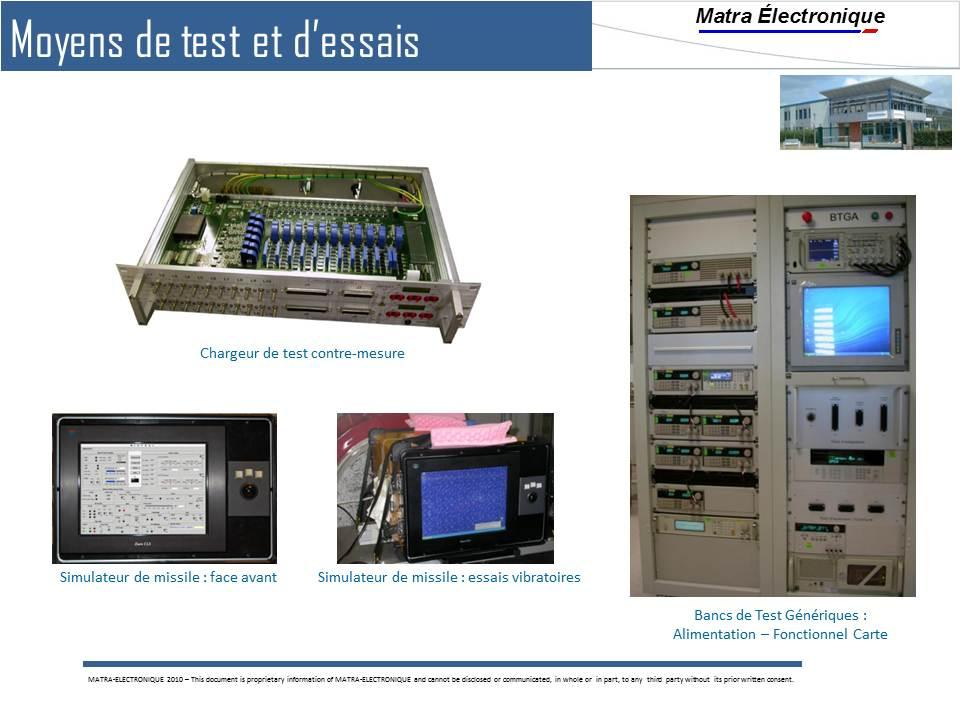 Moyens de test et d’essais
Matra Électronique
Chargeur de test contre-mesure
BTGA
Simulateur de missile : face avant
Simulateur de missile : essais vibratoires
Bancs de Test Génériques :
Alimentation – Fonctionnel Carte
MATRA-ELECTRONIQUE 2010 – This document is proprietary information of MATRA-ELECTRONIQUE and cannot be disclosed or communicated, in whole or in part, to any third party without its prior written consent.